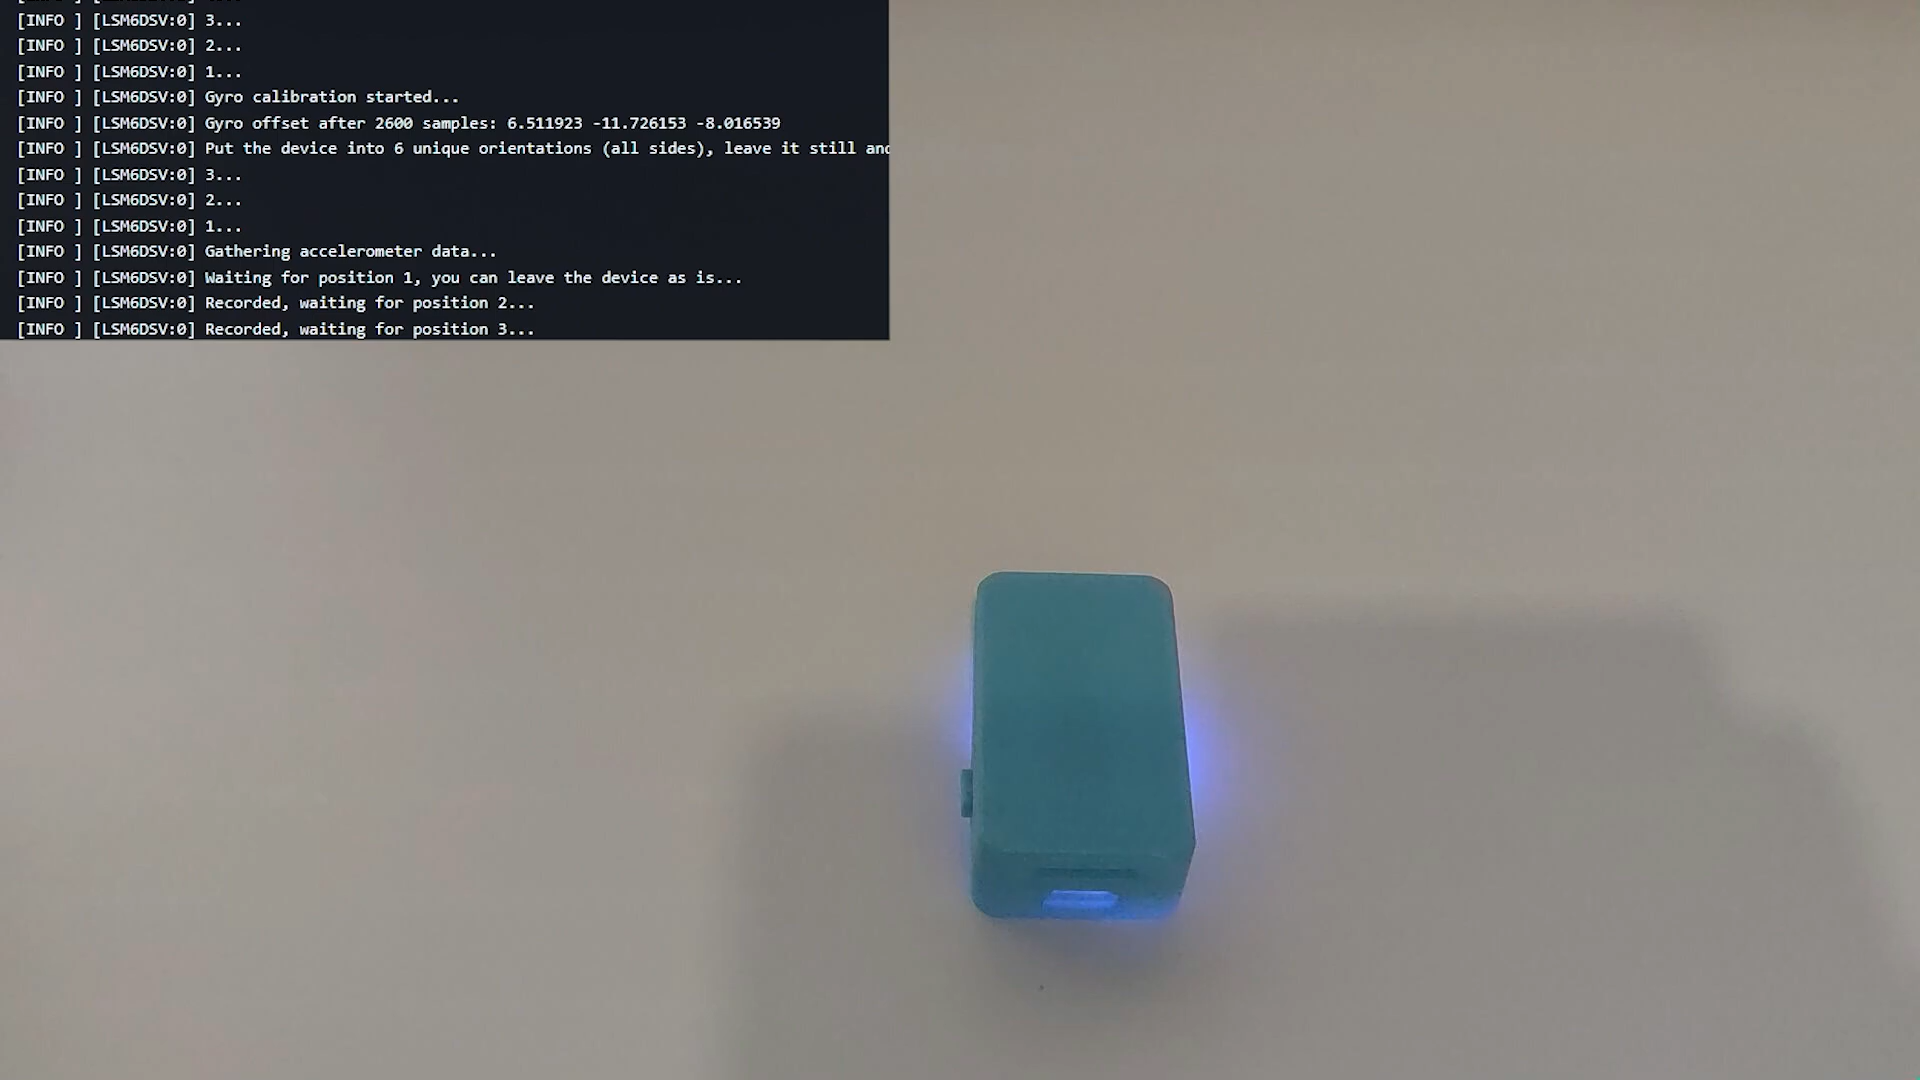 [INFO ] [LSM6DSV:0] 3...
[INFO ] [LSM6DSV:0] 2...
[INFO ] [LSM6DSV:0] 1...
[INFO ] [LSM6DSV:0] Gyro calibration started...
[INFO ] [LSM6DSV:0] Gyro offset after 2600 samples: 6.511923 -11.726153 -8.016539
[INFO ] [LSM6DSV:0] Put the device into 6 unique orientations (all sides), leave it still and
[INFO ] [LSM6DSV:0] 3...
[INFO ] [LSM6DSV:0] 2...
[INFO ] [LSM6DSV:0] 1...
[INFO ] [LSM6DSV:0] Gathering accelerometer data...
[INFO ] [LSM6DSV:0] Waiting for position 1, you can leave the device as is...
[INFO ] [LSM6DSV:0] Recorded, waiting for position 2...
[INFO ] [LSM6DSV:0] Recorded, waiting for position 3...